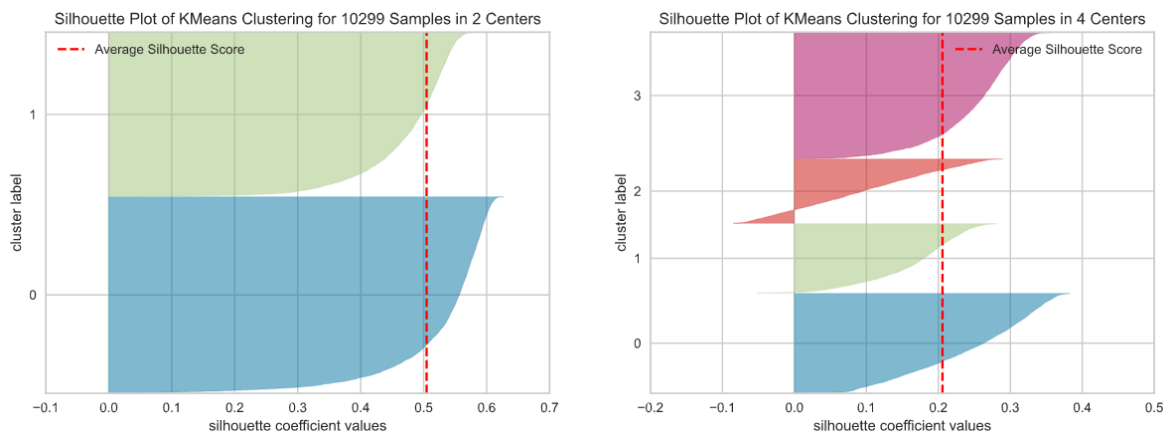 Silhouette Plot of KMeans Clustering for 10299 Samples in 2 Centers
Average Silhouette Score
1
0
cluster label
−0.1 0.0 0.1 0.2 0.3 0.4 0.5 0.6 0.7
silhouette coefficient values
Silhouette Plot of KMeans Clustering for 10299 Samples in 4 Centers
Average Silhouette Score
3
2
1
0
cluster label
−0.2 −0.1 0.0 0.1 0.2 0.3 0.4 0.5
silhouette coefficient values